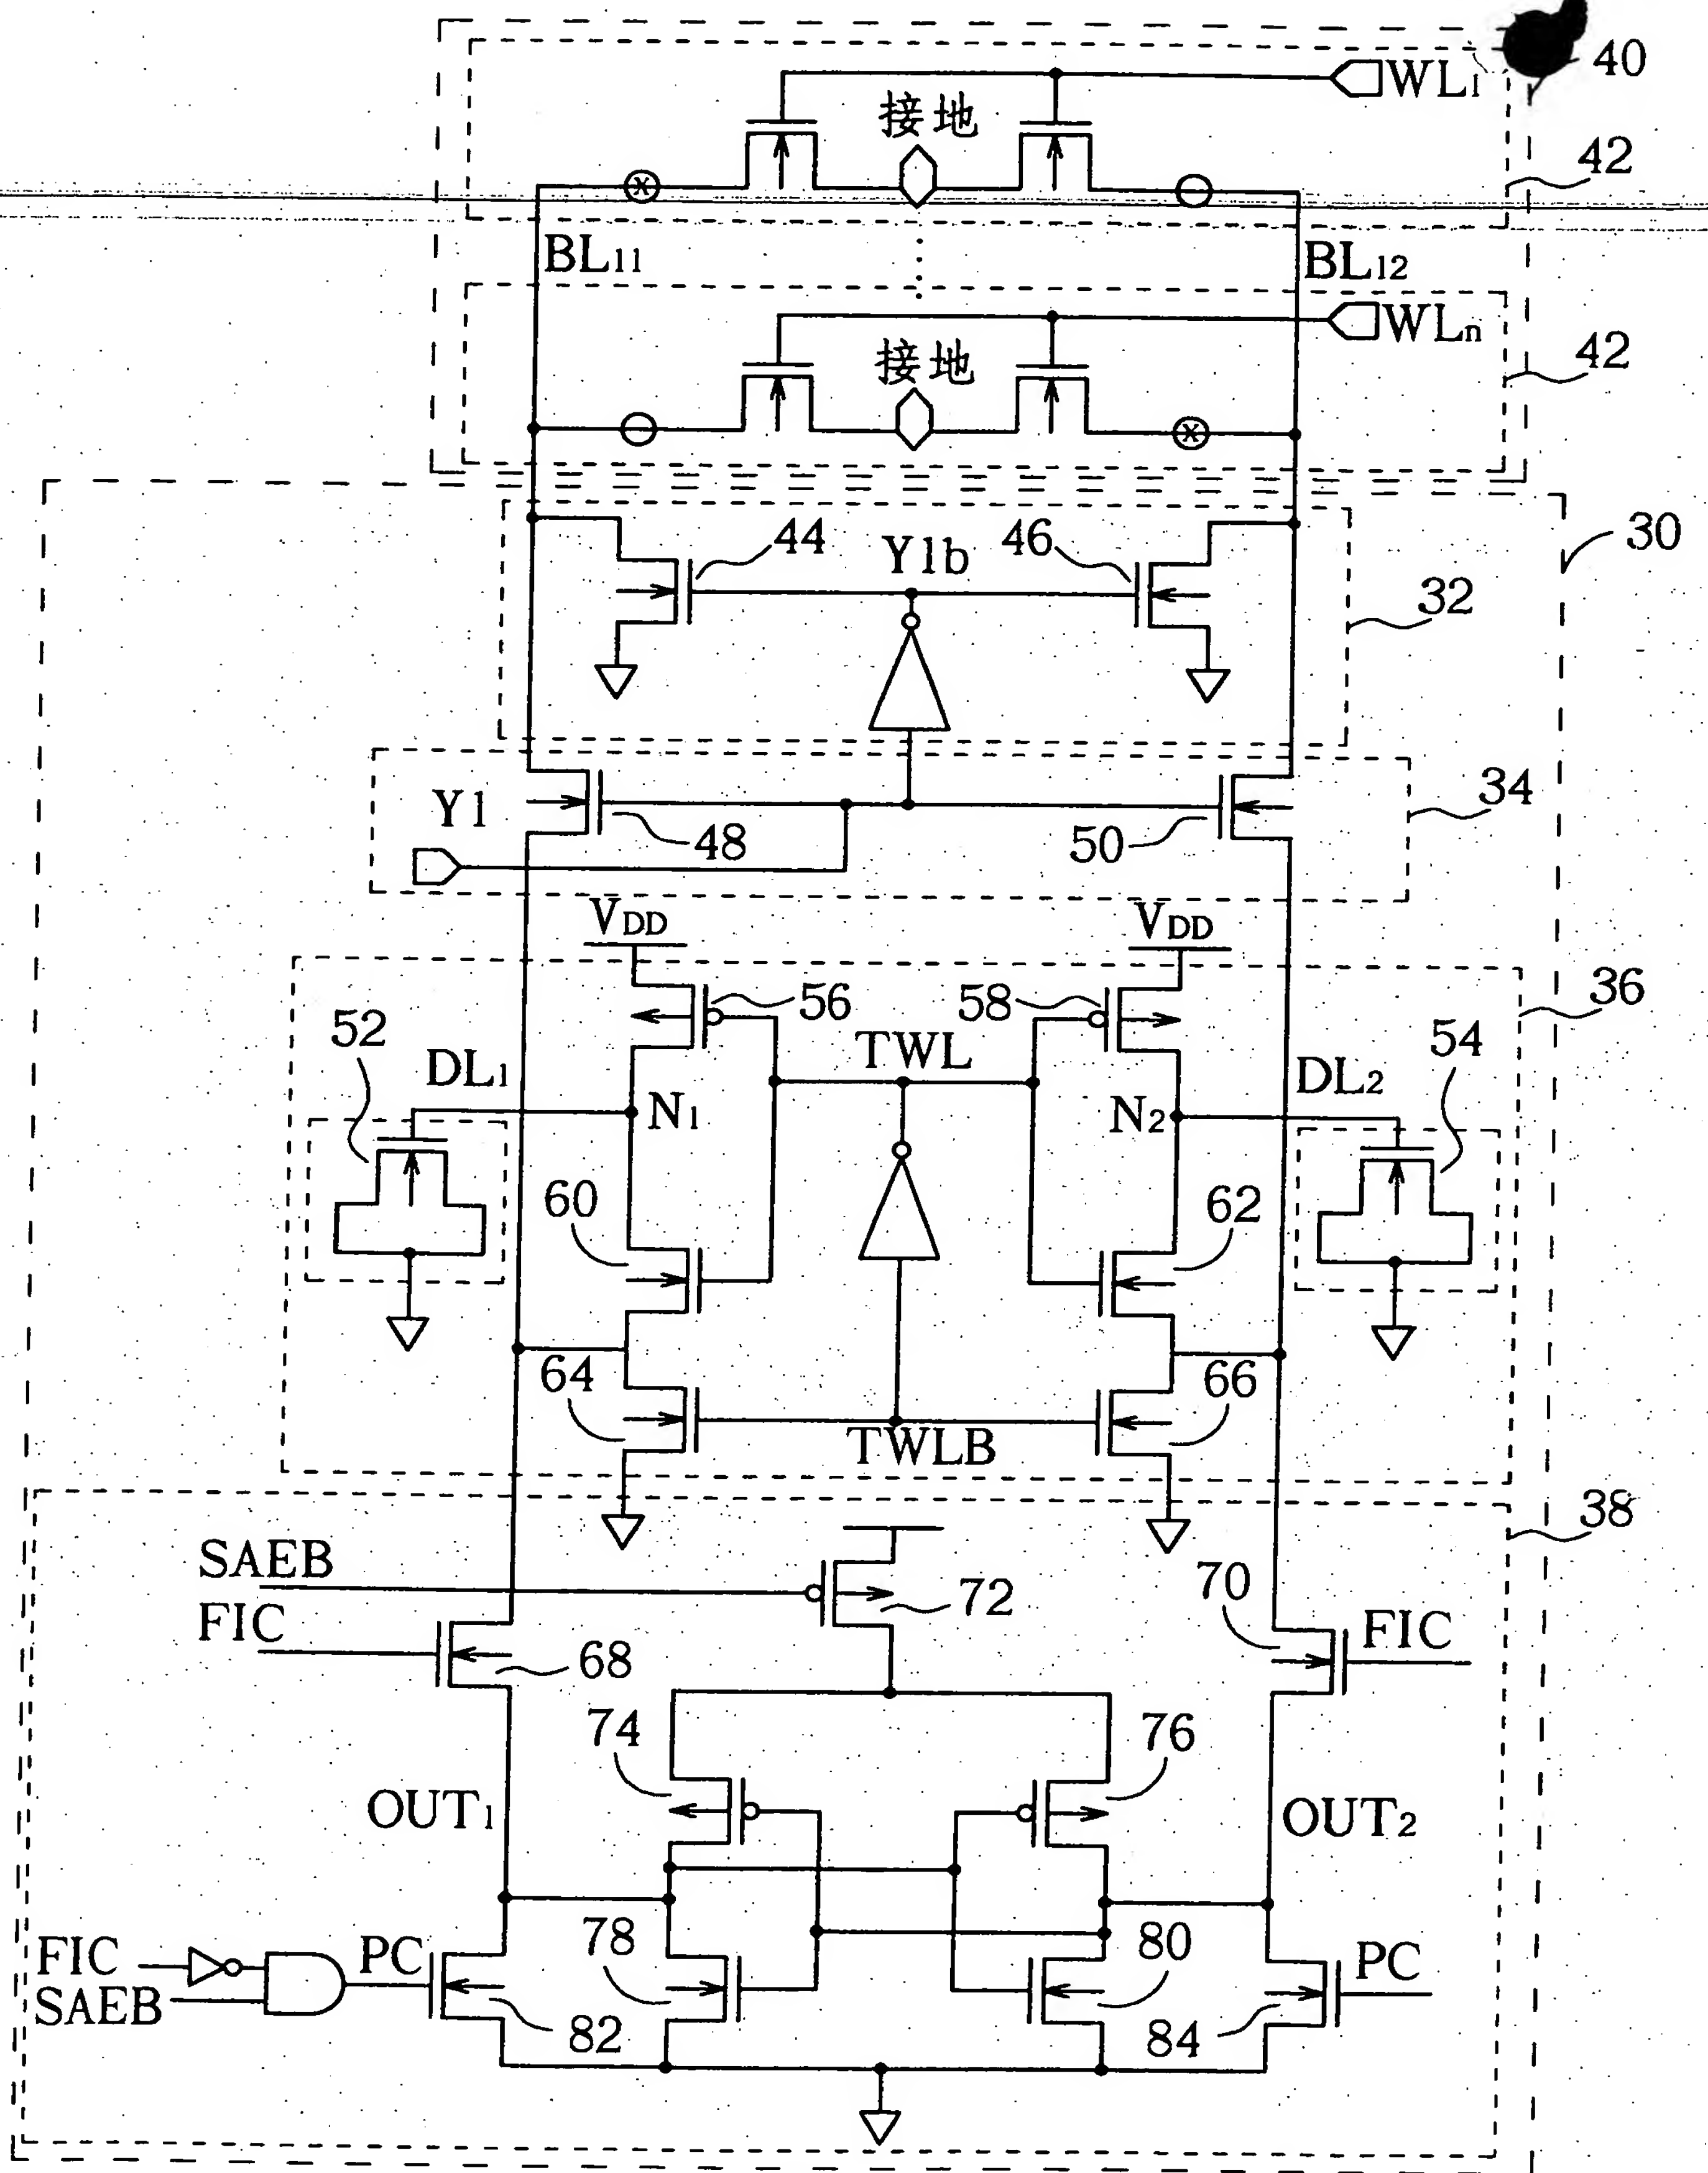 40
WL1
接地
42
BL11
BL12
WLn
接地
42
44
Y1b
46
30
32
Y1
48
50
34
VDD
VDD
56
58
36
52
DL1
TWL
DL2
54
N1
N2
60
62
64
66
TWLB
38
SAEB
72
70
FIC
FIC
68
74
76
OUT1
OUT2
78
80
FIC
PC
PC
SAEB
82
84